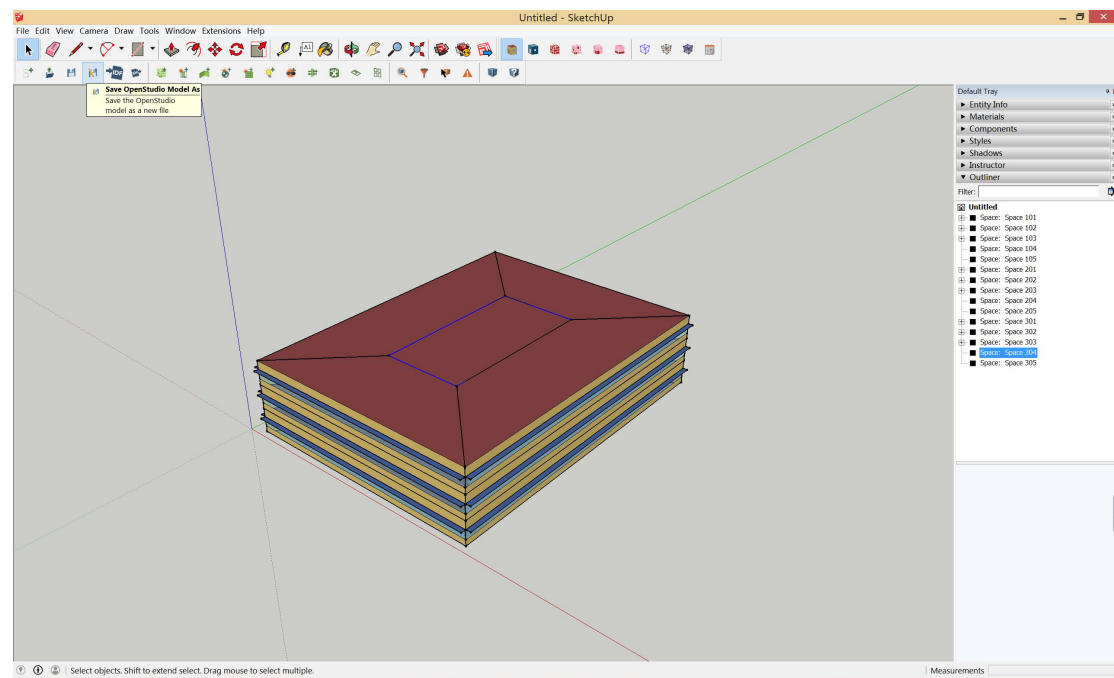 Untitled - SketchUp
File Edit View Camera Draw Tools Window Extensions Help
A1
IDF
Save OpenStudio Model As
Save the OpenStudio
model as a new file
Default Tray
Entity Info
Materials
Components
Styles
Shadows
Instructor
Outliner
Filter:
Untitled
Space: Space 101
Space: Space 102
Space: Space 103
Space: Space 104
Space: Space 105
Space: Space 201
Space: Space 202
Space: Space 203
Space: Space 204
Space: Space 205
Space: Space 301
Space: Space 302
Space: Space 303
Space: Space 304
Space: Space 305
Select objects. Shift to extend select. Drag mouse to select multiple.
Measurements